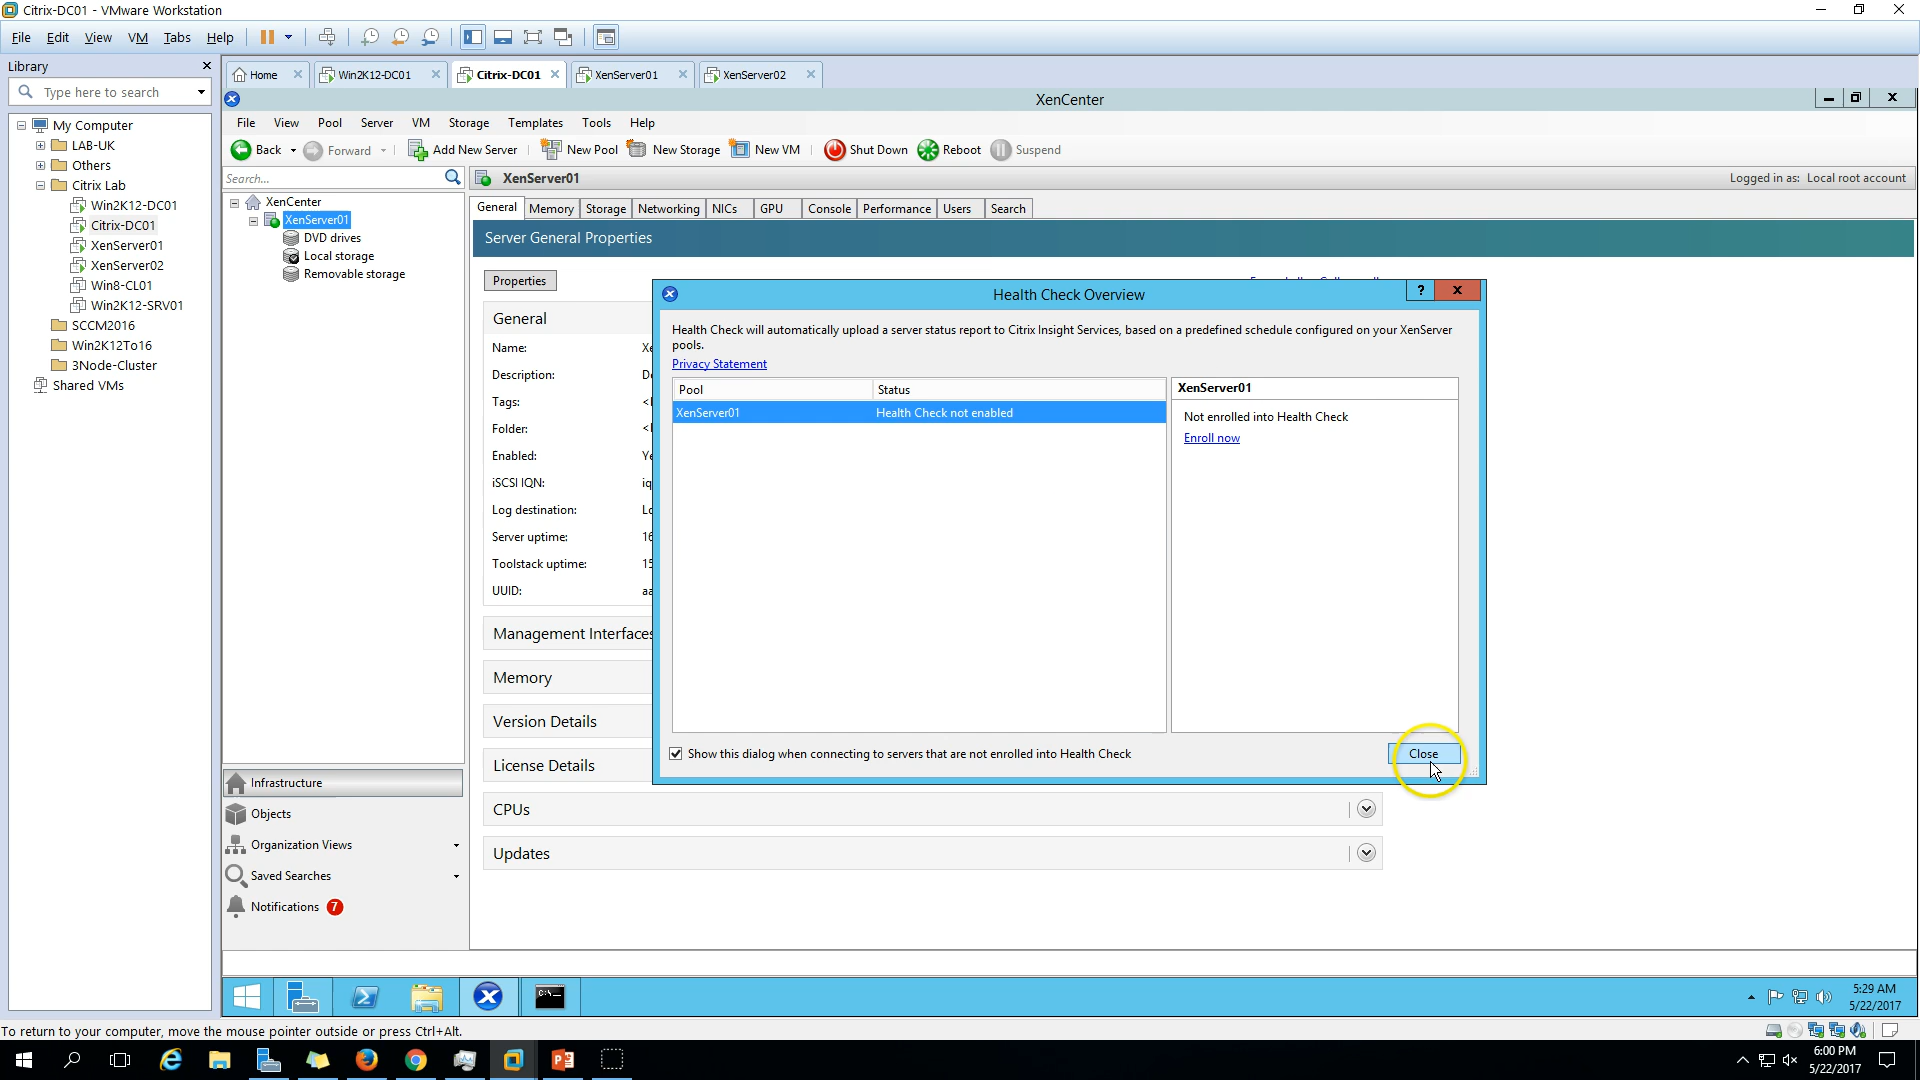 Citrix-DC01 - VMware Workstation
File Edit View VM Tabs Help
Library
Type here to search
My Computer
LAB-UK
Others
Citrix Lab
Win2K12-DC01
Citrix-DC01
XenServer01
XenServer02
Win8-CL01
Win2K12-SRV01
SCCM2016
Win2K12To16
3Node-Cluster
Shared VMs
Home Win2K12-DC01 Citrix-DC01 XenServer01 XenServer02
XenCenter
File View Pool Server VM Storage Templates Tools Help
Back Forward Add New Server New Pool New Storage New VM Shut Down Reboot Suspend
Search...
XenCenter
XenServer01
DVD drives
Local storage
Removable storage
Infrastructure
Objects
Organization Views
Saved Searches
Notifications 7
XenServer01
Logged in as: Local root account
General Memory Storage Networking NICs GPU Console Performance Users Search
Server General Properties
Properties
General
Name:
Description:
Tags:
Folder:
Enabled:
iSCSI IQN:
Log destination:
Server uptime:
Toolstack uptime:
UUID:
Management Interfaces
Memory
Version Details
License Details
CPUs
Updates
Health Check Overview
? X
Health Check will automatically upload a server status report to Citrix Insight Services, based on a predefined schedule configured on your XenServer
pools.
Privacy Statement
Pool Status
XenServer01 Health Check not enabled
XenServer01
Not enrolled into Health Check
Enroll now
Show this dialog when connecting to servers that are not enrolled into Health Check
Close
5:29 AM
5/22/2017
To return to your computer, move the mouse pointer outside or press Ctrl+Alt.
6:00 PM
5/22/2017